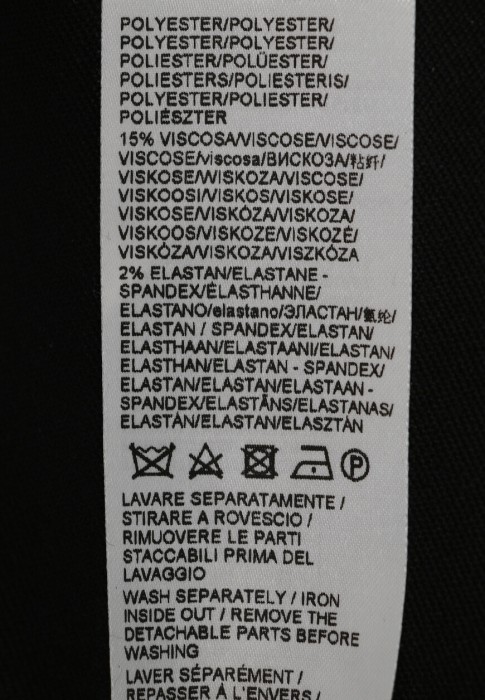 POLYESTER/POLYESTER/
POLYESTER/POLYESTER/
POLIESTER/POLÜESTER/
POLIESTERS/POLIESTERIS/
POLYESTER/POLIESTER/
POLIÉSZTER
15% VISCOSA/VISCOSE/VISCOSE/
VISCOSE/viscosa/ВИСКОЗА/粘纤/
VISKOSE/WISKOZA/VISCOSE/
VISKOOSI/VISKOS/VISKOSE/
VISKOSE/VISKÓZA/VISKOZA/
VISKOOS/VISKOZE/VISKOZĖ/
VISKÓZA/VISKOZA/VISZKÓZA
2% ELASTAN/ELASTANE -
SPANDEX/ÉLASTHANNE/
ELASTANO/elastano/ЭЛАСТАН/氨纶/
ELASTAN / SPANDEX/ELASTAN/
ELASTHAAN/ELASTAANI/ELASTAN/
ELASTHAN/ELASTAN - SPANDEX/
ELASTAN/ELASTAN/ELASTAAN -
SPANDEX/ELASTĀNS/ELASTANAS/
ELASTÁN/ELASTAN/ELASZTÁN
P
LAVARE SEPARATAMENTE /
STIRARE A ROVESCIO /
RIMUOVERE LE PARTI
STACCABILI PRIMA DEL
LAVAGGIO
WASH SEPARATELY / IRON
INSIDE OUT / REMOVE THE
DETACHABLE PARTS BEFORE
WASHING
LAVER SÉPARÉMENT /
REPASSER À L'ENVERS /